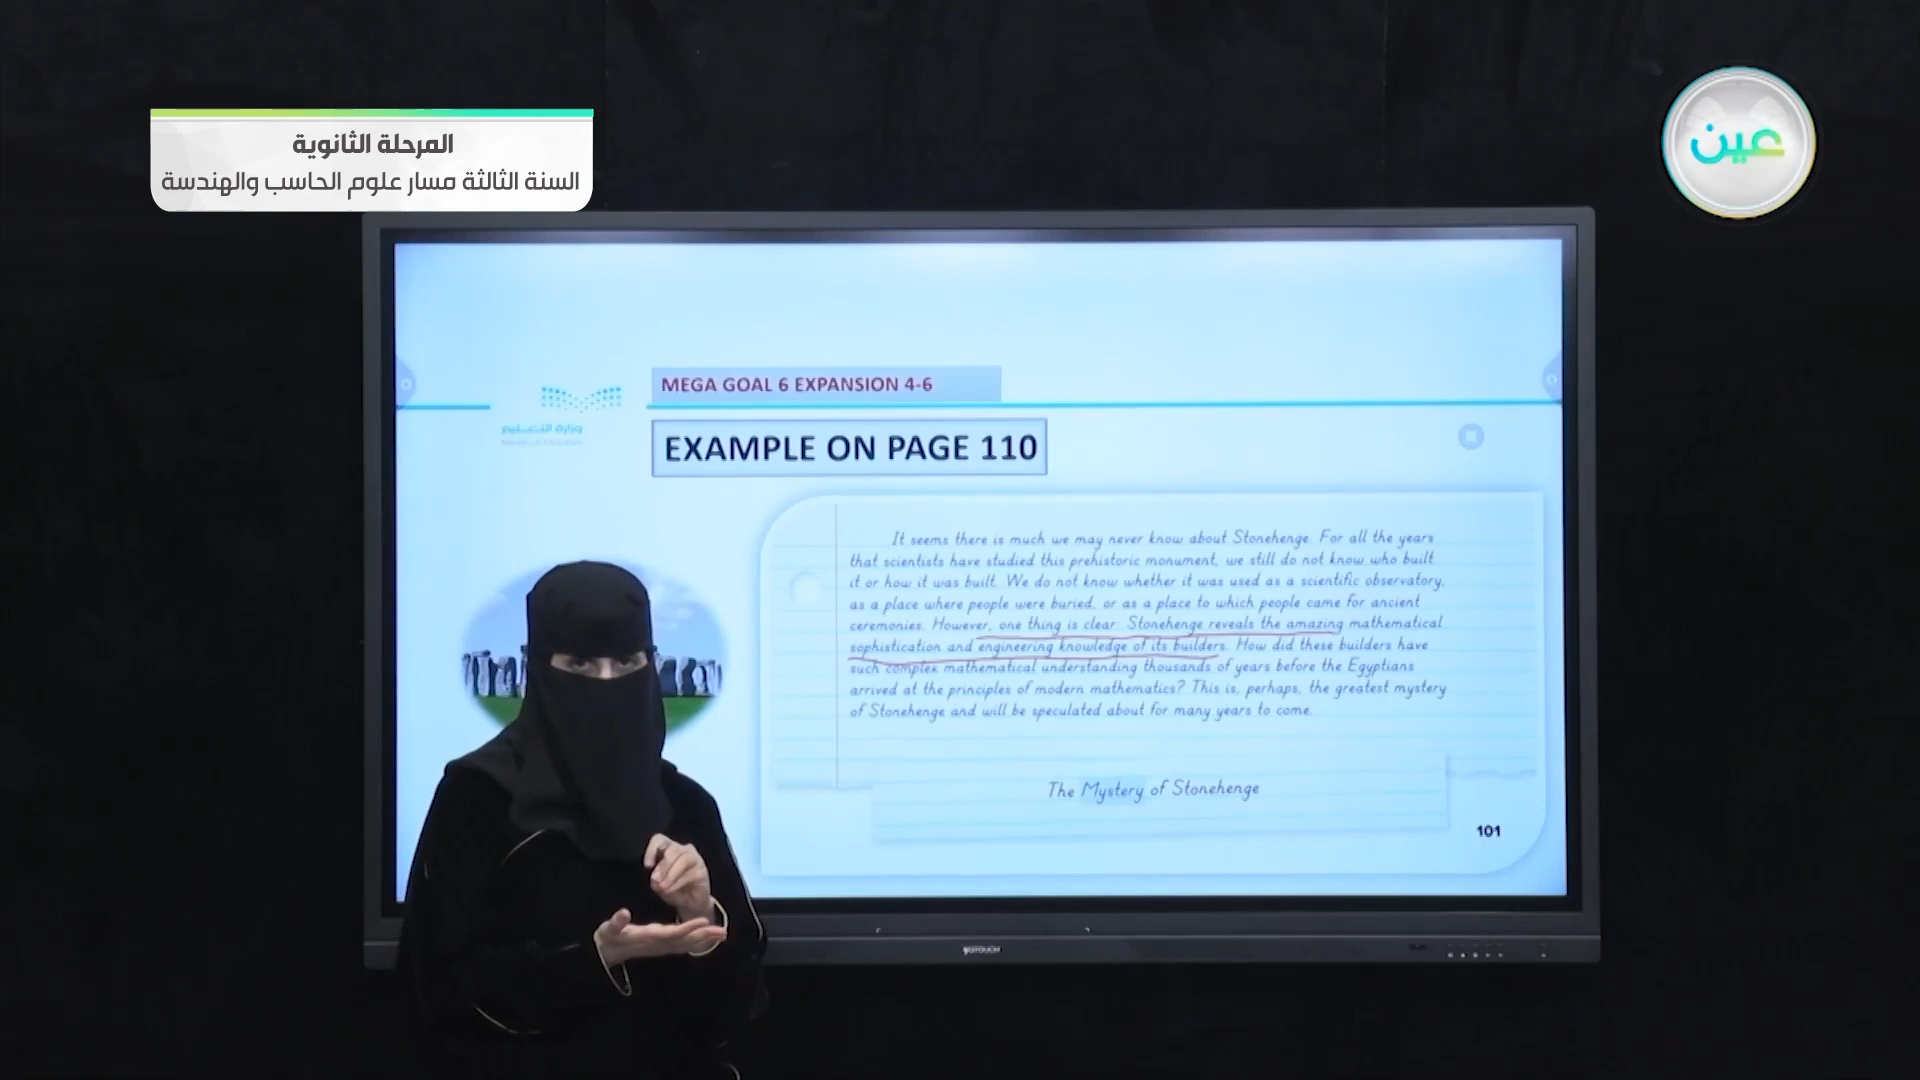 المرحلة الثانوية
السنة الثالثة مسار علوم الحاسب والهندسة
عين
MEGA GOAL 6 EXPANSION 4-6
وزارة التعليم
Ministry of Education
EXAMPLE ON PAGE 110
It seems there is much we may never know about Stonehenge. For all the years
that scientists have studied this prehistoric monument, we still do not know who built
it or how it was built. We do not know whether it was used as a scientific observatory,
as a place where people were buried, or as a place to which people came for ancient
ceremonies. However, one thing is clear: Stonehenge reveals the amazing mathematical
sophistication and engineering knowledge of its builders. How did these builders have
such complex mathematical understanding thousands of years before the Egyptians
arrived at the principles of modern mathematics? This is, perhaps, the greatest mystery
of Stonehenge and will be speculated about for many years to come.
The Mystery of Stonehenge
101